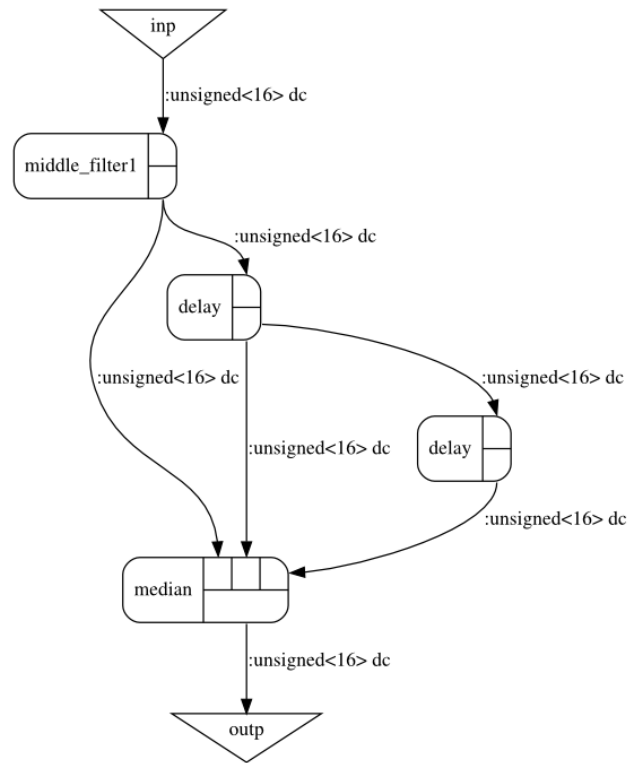 inp
:unsigned<16> dc
middle_filter1
:unsigned<16> dc
delay
:unsigned<16> dc
:unsigned<16> dc
delay
:unsigned<16> dc
:unsigned<16> dc
median
:unsigned<16> dc
outp